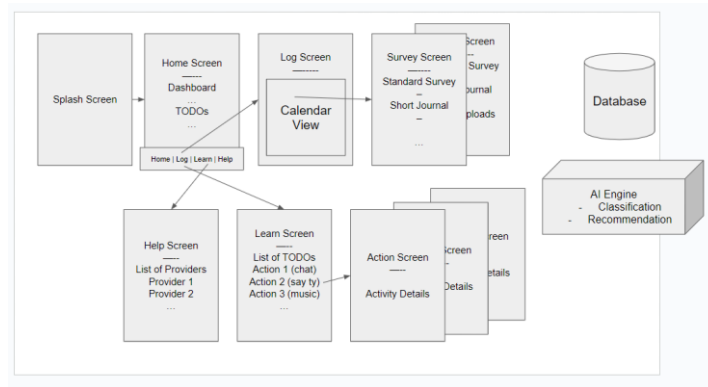 Splash Screen
Home Screen
-----
Dashboard
...
TODOs
...
Home | Log | Learn | Help
Log Screen
-----
Calendar
View
Survey Screen
-----
Standard Survey
--
Short Journal
--
...
Screen
--
Survey
Journal
ploads
Database
AI Engine
- Classification
- Recommendation
Help Screen
----
List of Providers
Provider 1
Provider 2
...
Learn Screen
----
List of TODOs
Action 1 (chat)
Action 2 (say ty)
Action 3 (music)
...
Action Screen
----
Activity Details
Screen
Details
creen
etails